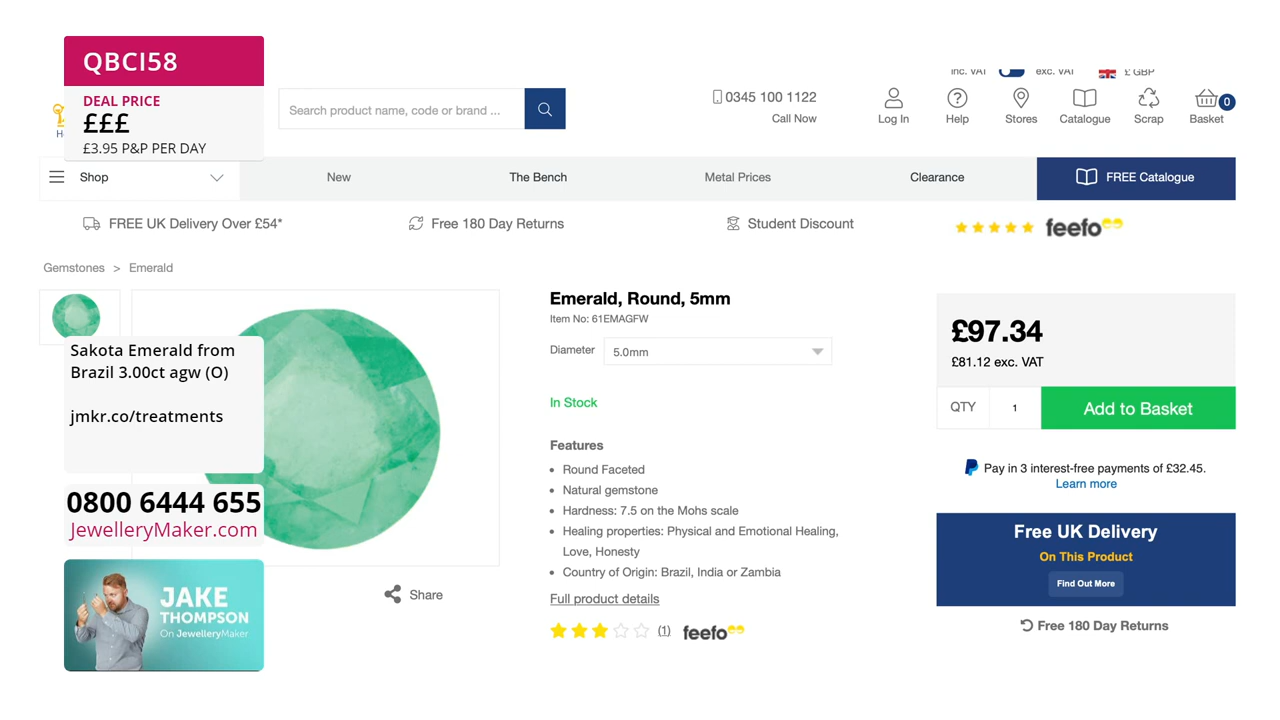 QBCI58
DEAL PRICE
£££
£3.95 P&P PER DAY
inc. VAT exc. VAT £ GBP
H
Search product name, code or brand ...
0345 100 1122
Call Now
Log In
Help
Stores
Catalogue
Scrap
Basket
0
Shop
New
The Bench
Metal Prices
Clearance
FREE Catalogue
FREE UK Delivery Over £54*
Free 180 Day Returns
Student Discount
feefo
Gemstones > Emerald
Sakota Emerald from
Brazil 3.00ct agw (O)
jmkr.co/treatments
0800 6444 655
JewelleryMaker.com
JAKE
THOMPSON
On JewelleryMaker
Share
Emerald, Round, 5mm
Item No: 61EMAGFW
Diameter 5.0mm
In Stock
Features
• Round Faceted
• Natural gemstone
• Hardness: 7.5 on the Mohs scale
• Healing properties: Physical and Emotional Healing,
Love, Honesty
• Country of Origin: Brazil, India or Zambia
Full product details
(1) feefo
£97.34
£81.12 exc. VAT
QTY 1 Add to Basket
Pay in 3 interest-free payments of £32.45.
Learn more
Free UK Delivery
On This Product
Find Out More
Free 180 Day Returns